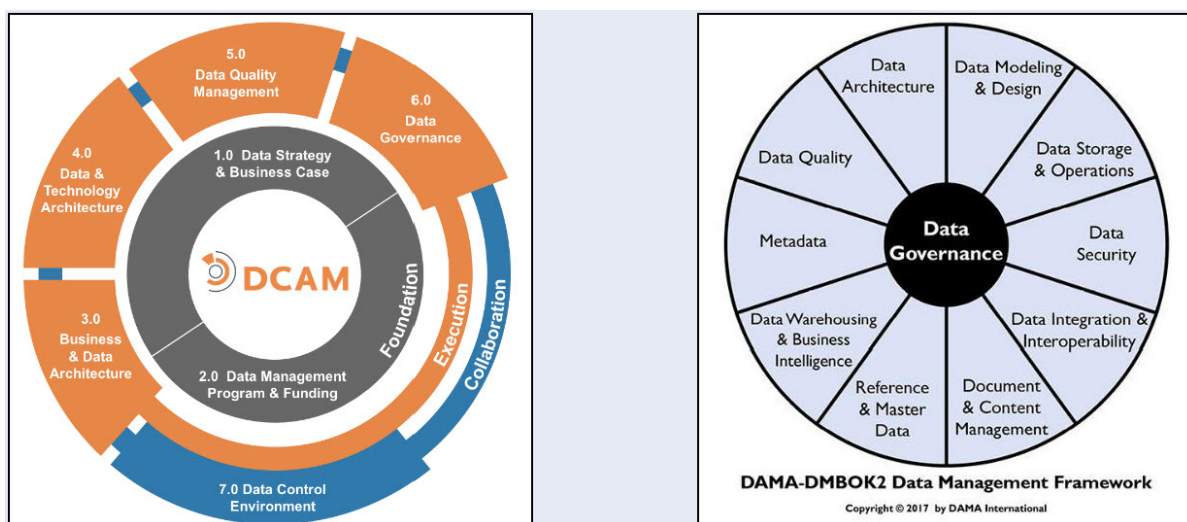 5.0
Data Quality
Management
6.0
Data
Governance
4.0
Data &
Technology
Architecture
1.0 Data Strategy
& Business Case
DCAM
Foundation
Execution
Collaboration
3.0
Business
& Data
Architecture
2.0 Data Management
Program & Funding
7.0 Data Control
Environment
Data
Architecture
Data Modeling
& Design
Data Quality
Data Storage
& Operations
Metadata
Data
Governance
Data
Security
Data Warehousing
& Business
Intelligence
Data Integration &
Interoperability
Reference
& Master
Data
Document
& Content
Management
DAMA-DMBOK2 Data Management Framework
Copyright © 2017 by DAMA International